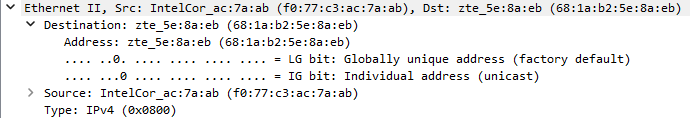 Ethernet II, Src: IntelCor_ac:7a:ab (f0:77:c3:ac:7a:ab), Dst: zte_5e:8a:eb (68:1a:b2:5e:8a:eb)
Destination: zte_5e:8a:eb (68:1a:b2:5e:8a:eb)
Address: zte_5e:8a:eb (68:1a:b2:5e:8a:eb)
.... ..0. .... .... .... .... = LG bit: Globally unique address (factory default)
.... ...0 .... .... .... .... = IG bit: Individual address (unicast)
Source: IntelCor_ac:7a:ab (f0:77:c3:ac:7a:ab)
Type: IPv4 (0x0800)